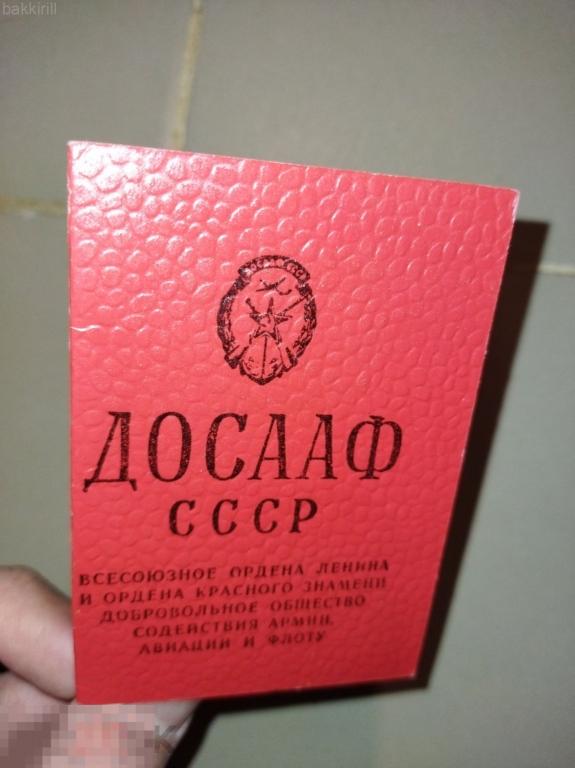 bakkirill
ДОСААФ
СССР
ВСЕСОЮЗНОЕ ОРДЕНА ЛЕНИНА
И ОРДЕНА КРАСНОГО ЗНАМЕНИ
ДОБРОВОЛЬНОЕ ОБЩЕСТВО
СОДЕЙСТВИЯ АРМИИ,
АВИАЦИИ И ФЛОТУ